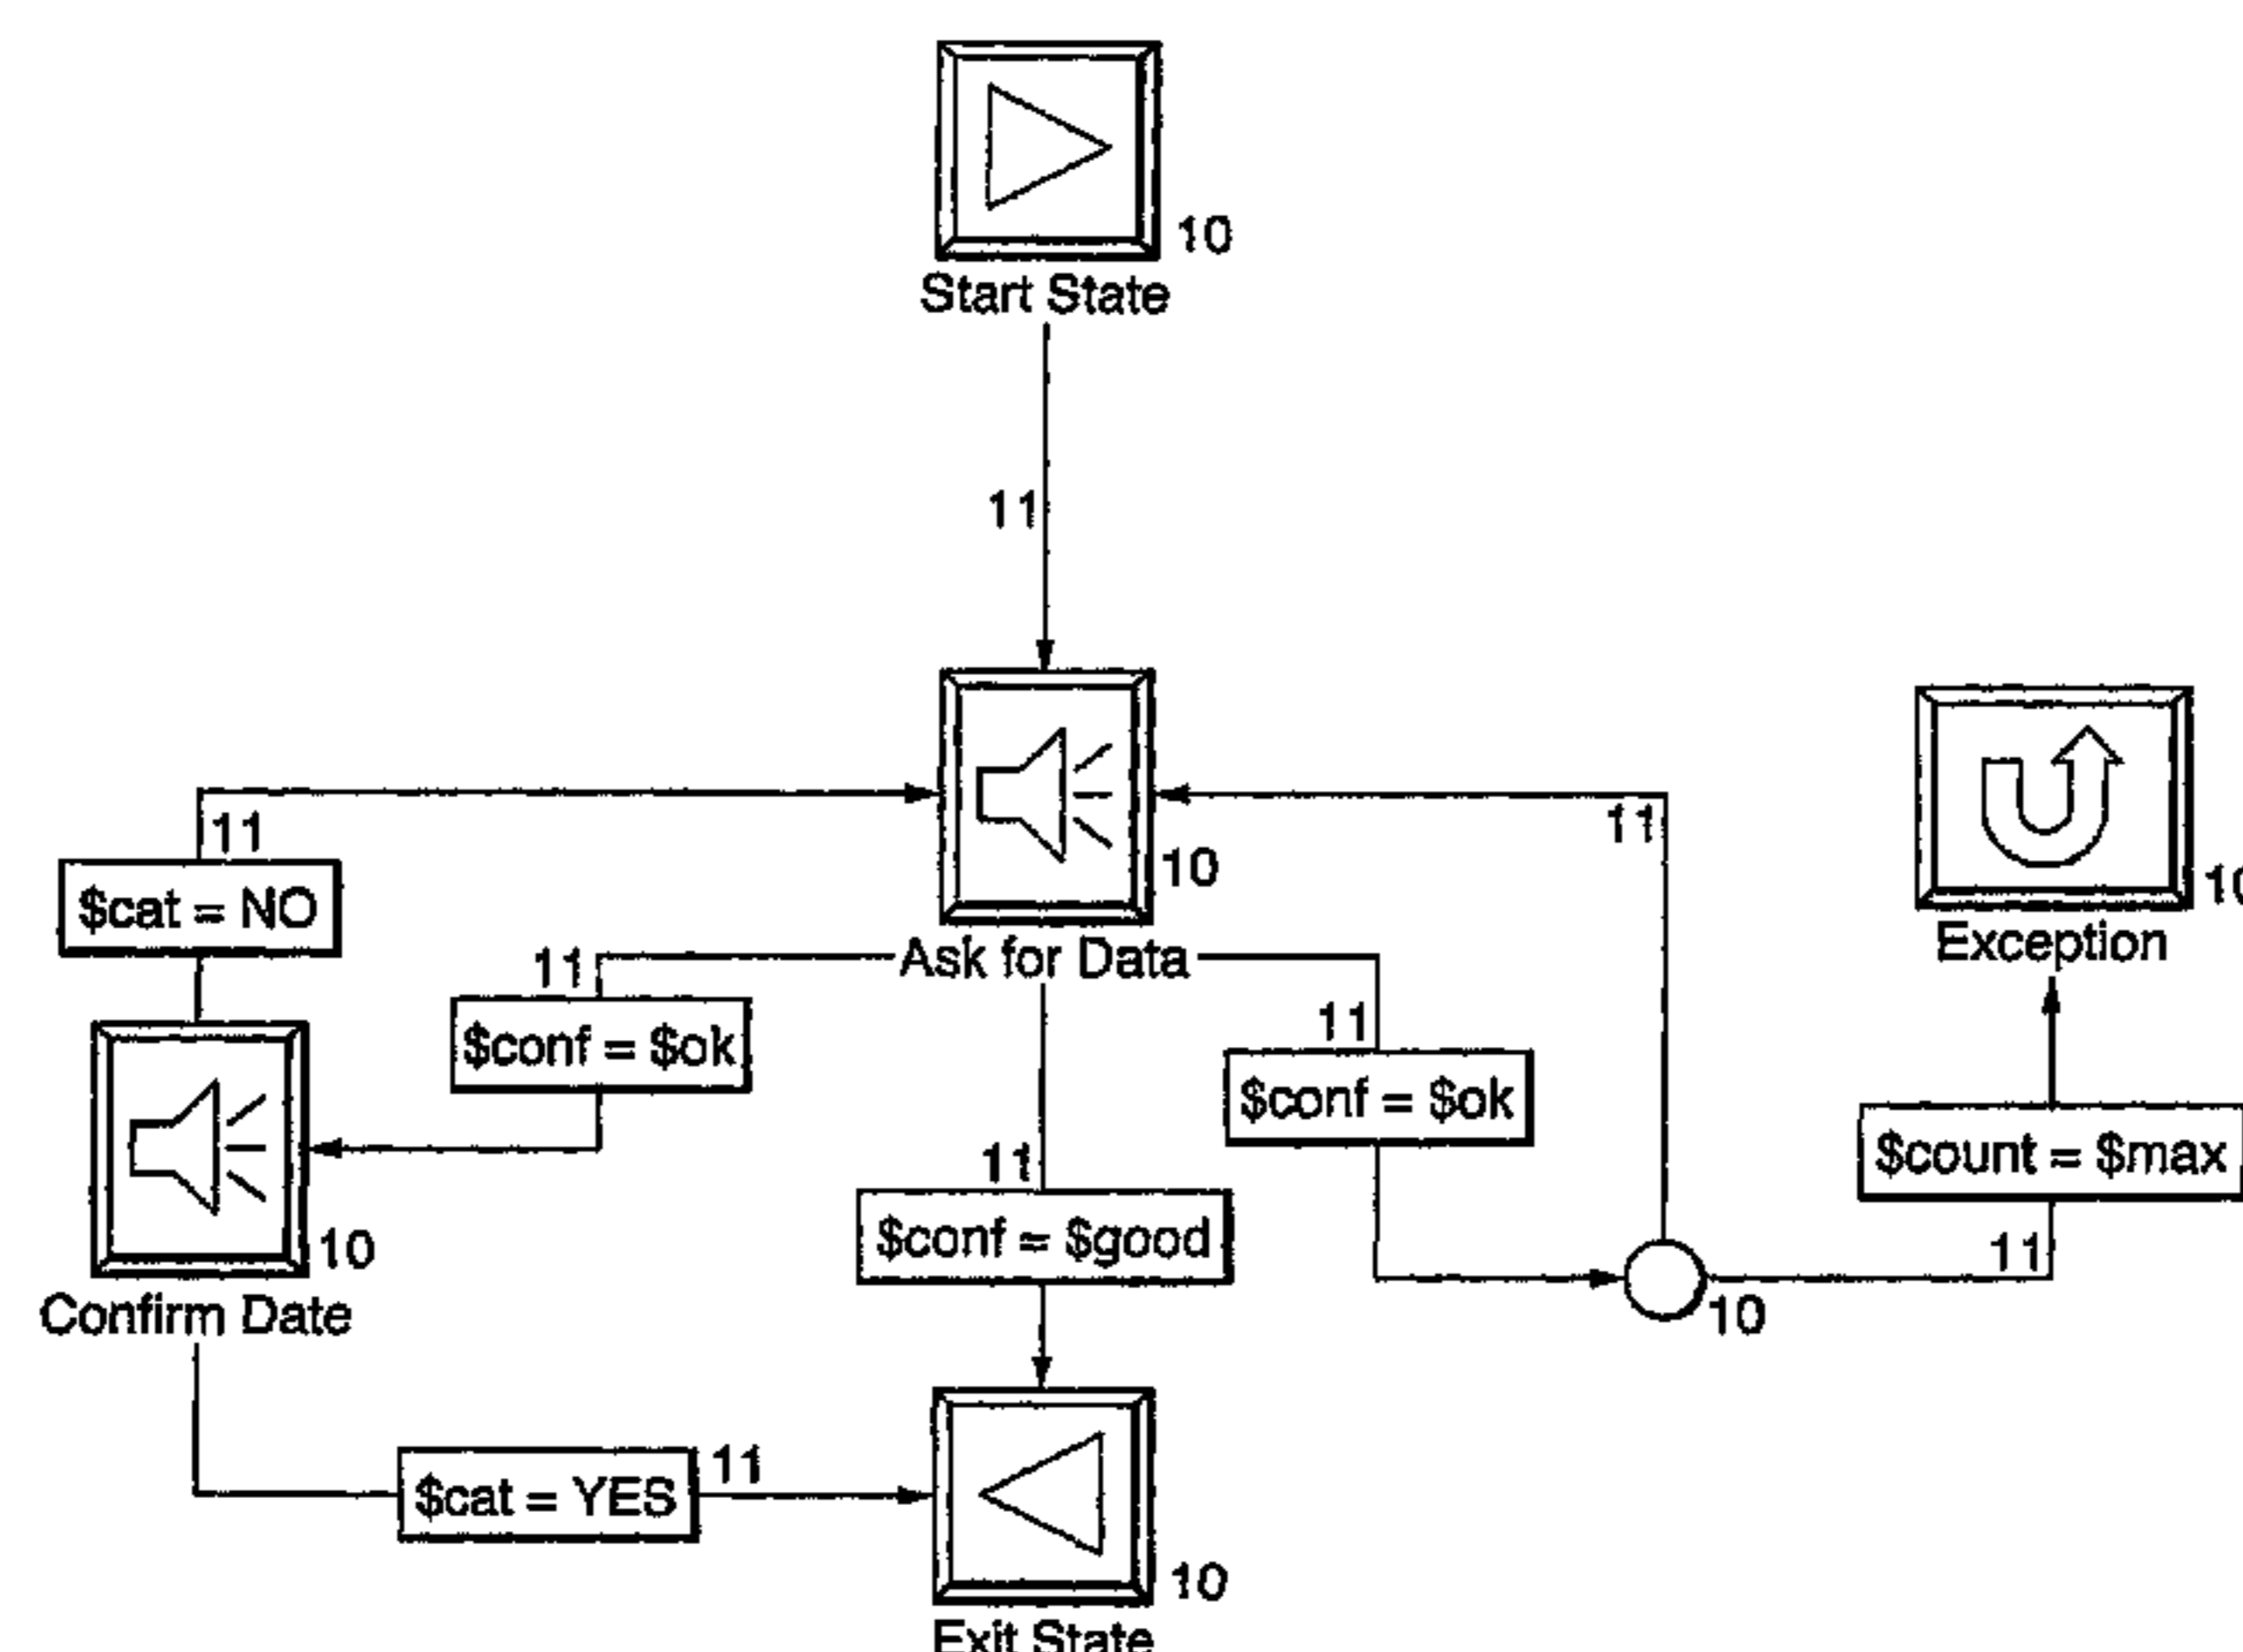 10
Start State
11
11
11
10
10
$cat = NO
Exception
11
Ask for Data
11
$conf = $ok
$conf = $ok
11
$count = $max
$conf = $good
11
10
10
Confirm Date
11
$cat = YES
10
Exit State